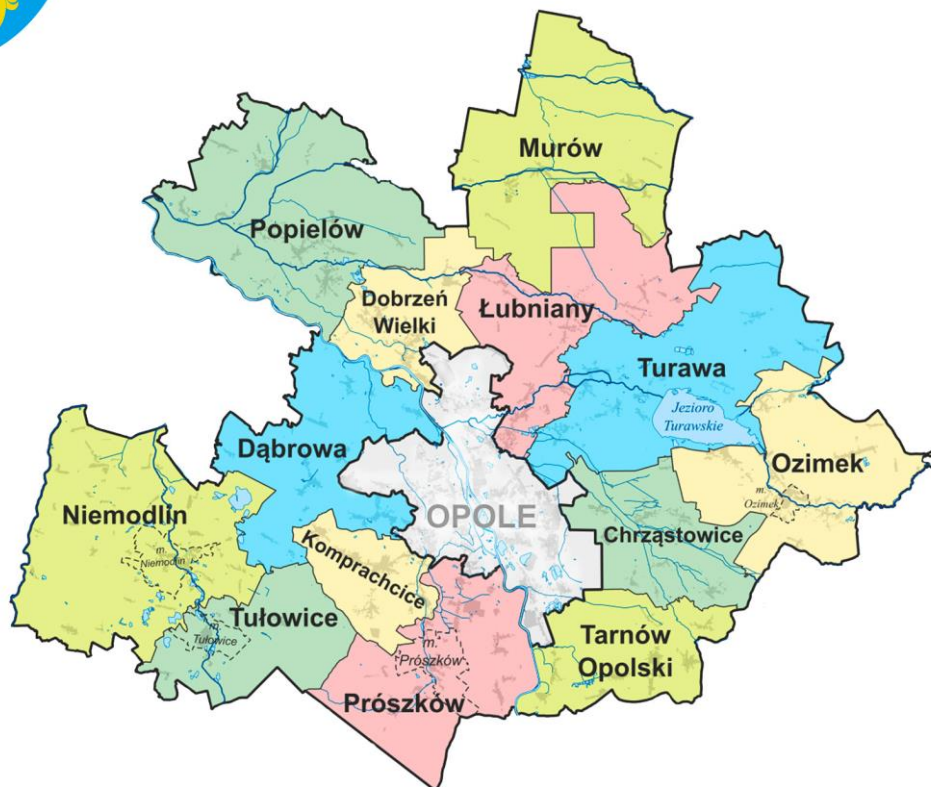 Murów
Popielów
Dobrzeń
Wielki
Łubniany
Turawa
Jezioro
Turawskie
Dąbrowa
Ozimek
m.
Ozimek
Niemodlin
m.
Niemodlin
OPOLE
Chrząstowice
Komprachcice
Tułowice
m.
Tułowice
Tarnów
Opolski
m.
Prószków
Prószków